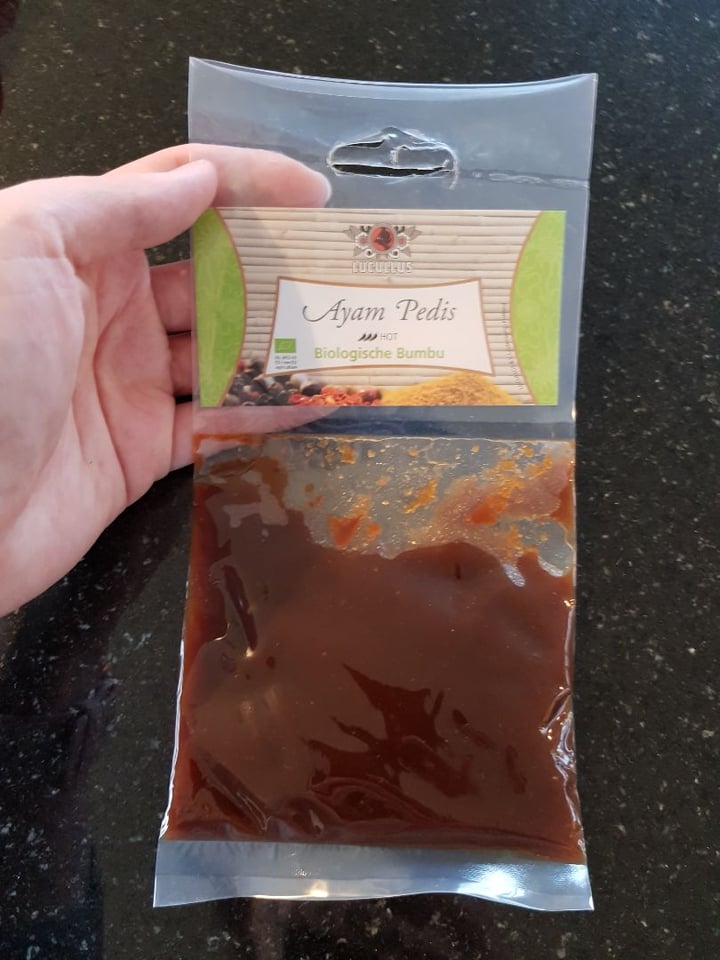 LUCULLUS
Ayam Pedis
HOT
Biologische Bumbu